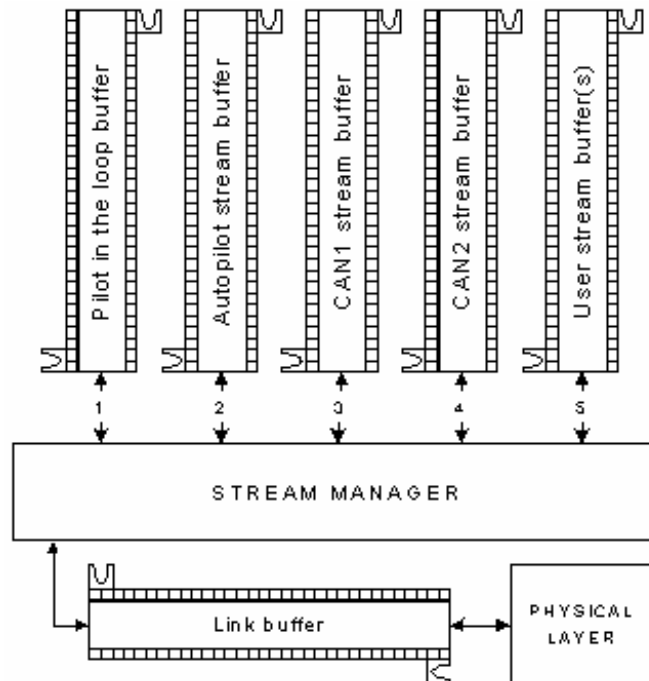 Pilot in the loop buffer
Autopilot stream buffer
CAN1 stream buffer
CAN2 stream buffer
User stream buffer(s)
1
2
3
4
5
STREAM MANAGER
Link buffer
PHYSICAL
LAYER